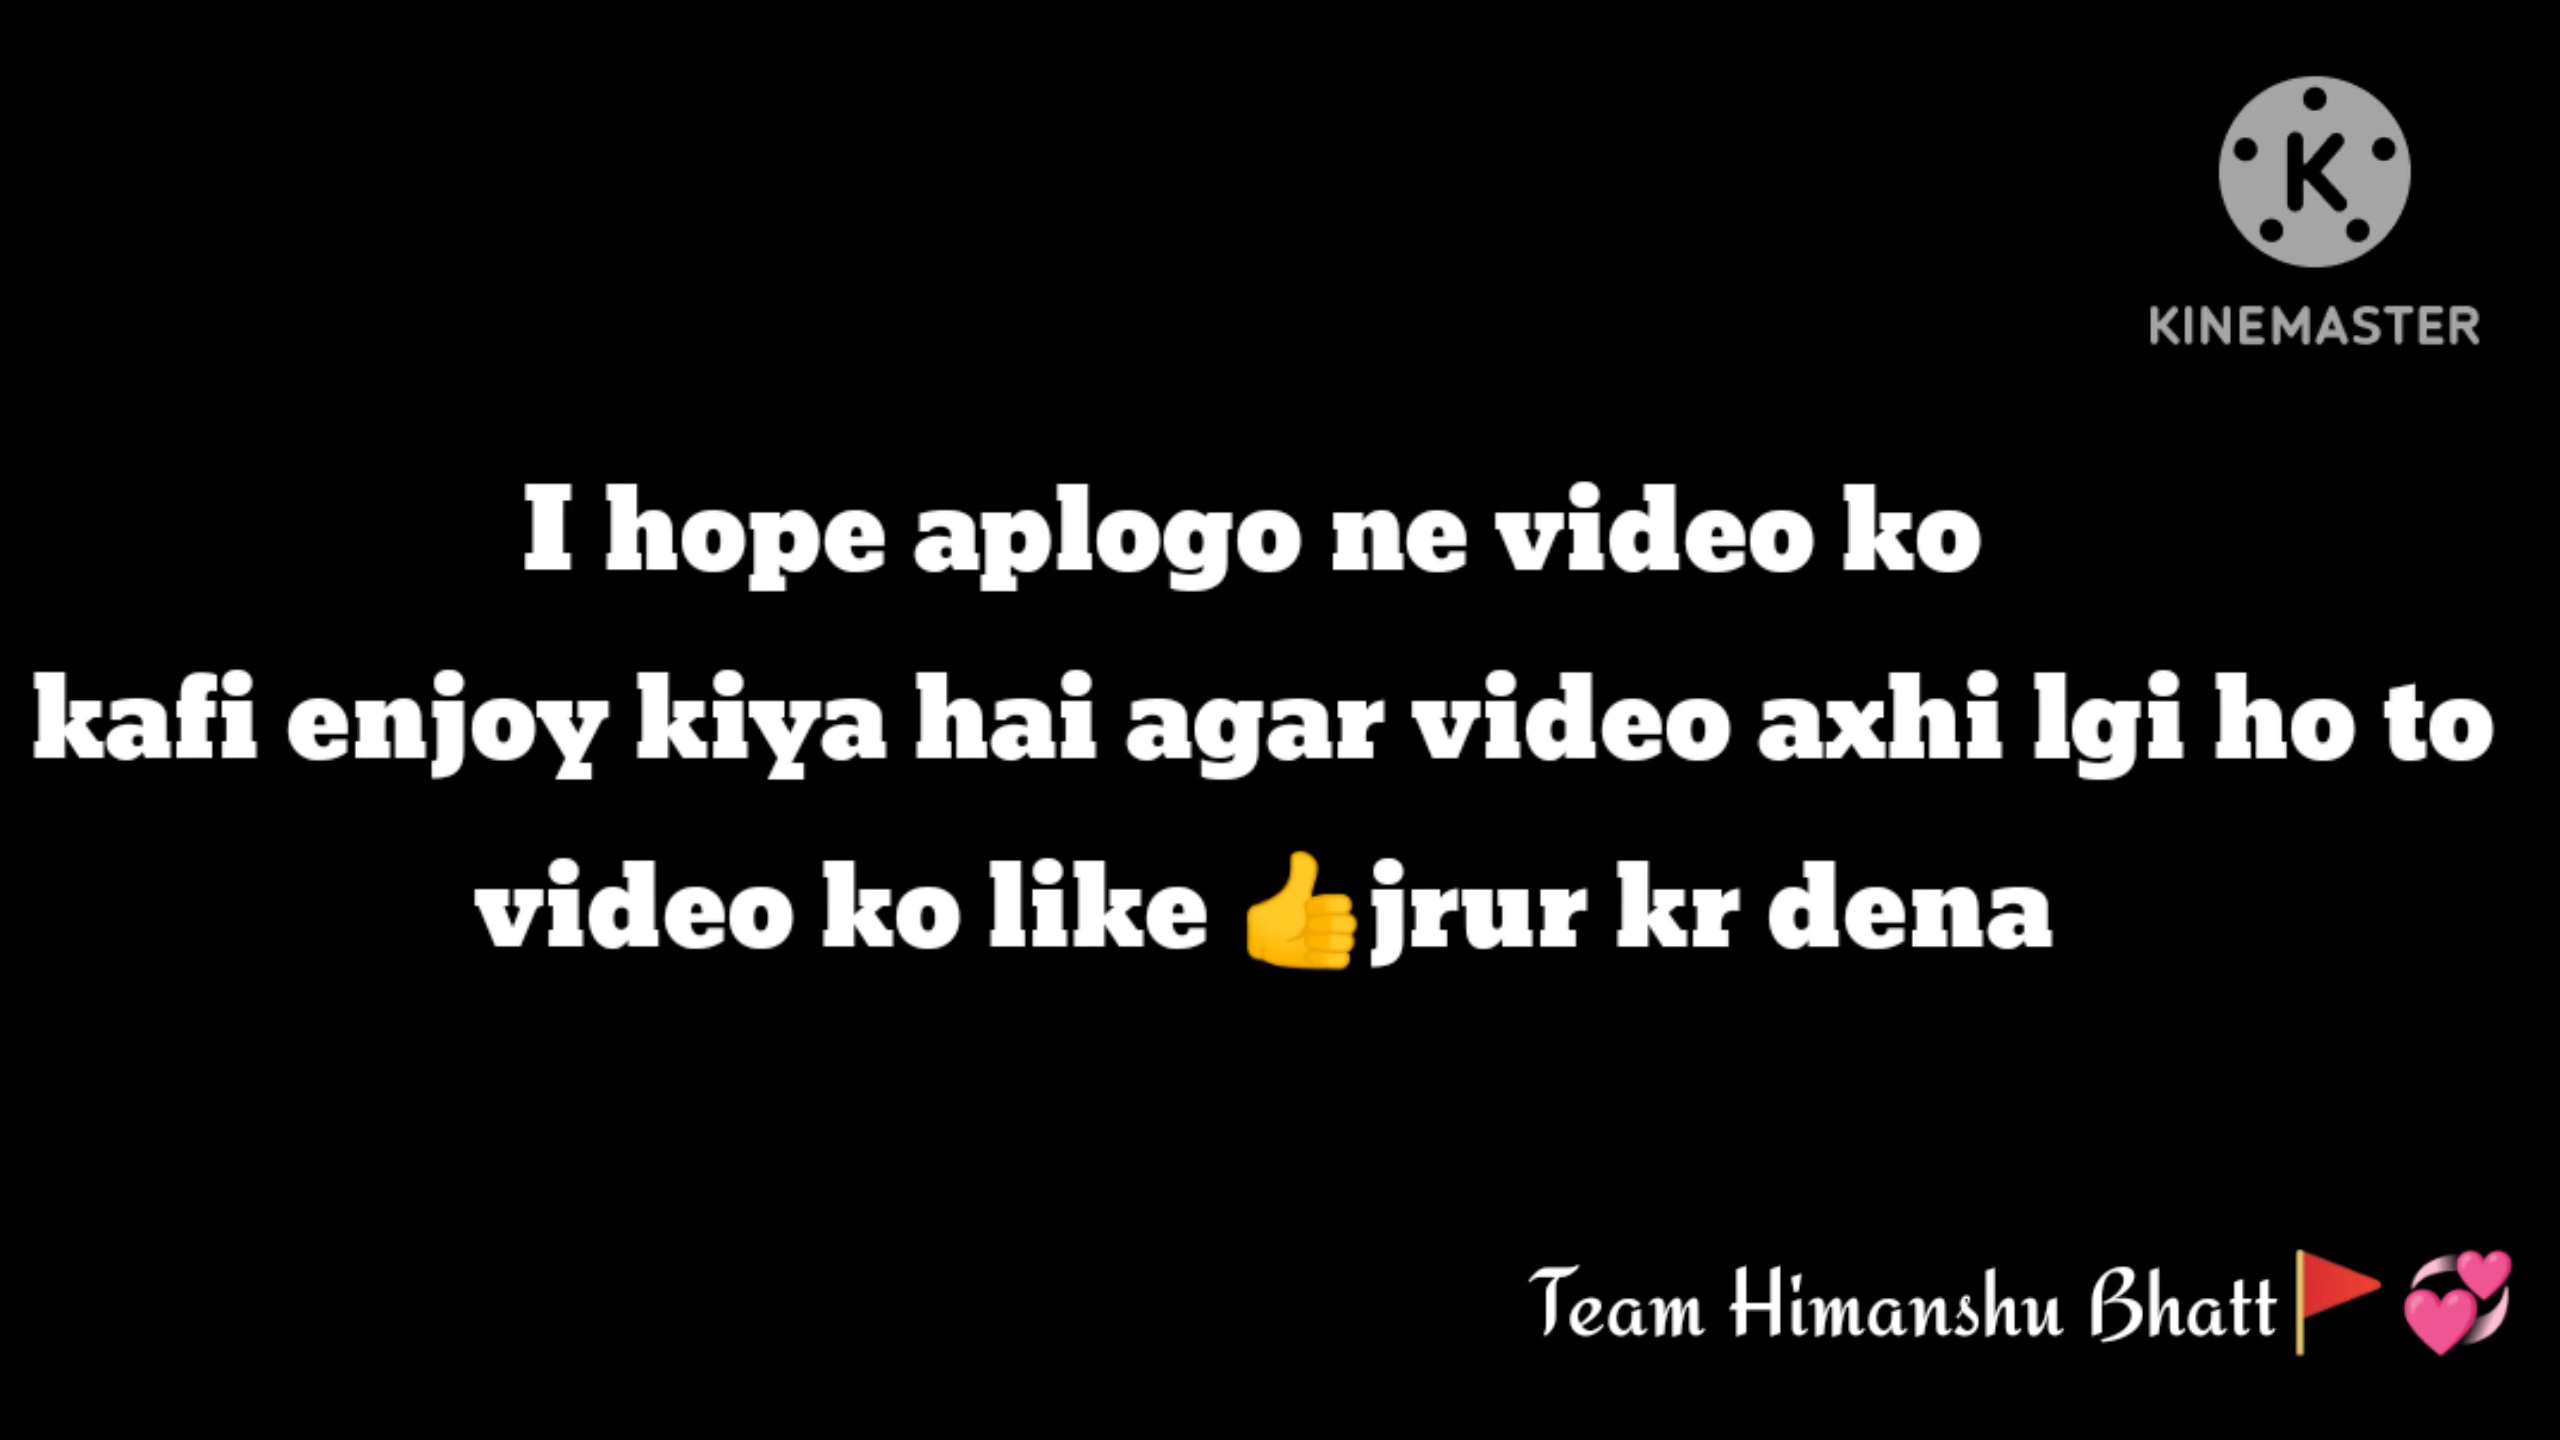 KINEMASTER
I hope aplogo ne video ko
kafi enjoy kiya hai agar video axhi lgi ho to
video ko like 👍jrur kr dena
Team Himanshu Bhatt🚩💞